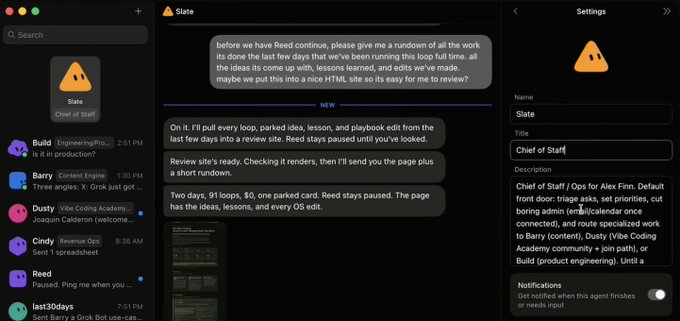 Search
Slate
Chief of Staff
Build Engineering/Pro... 2:51 PM
is it in production?
Barry Content Engine 1:30 PM
Three angles: X: Grok just got ...
Dusty Vibe Coding Academy...
Joaquin Calderon (welcome...
Cindy Revenue Ops 8:36 AM
Sent 1 spreadsheet
Reed
Paused. Ping me when you ...
last30days 7:51 PM
Sent Barry a Grok Bot use-cas...
Slate
before we have Reed continue, please give me a rundown of all the work
its done the last few days that we've been running this loop full time. all
the ideas its come up with, lessons learned, and edits we've made.
maybe we put this into a nice HTML site so its easy for me to review?
NEW
On it. I'll pull every loop, parked idea, lesson, and playbook edit from the
last few days into a review site. Reed stays paused until you've looked.
Review site's ready. Checking it renders, then I'll send you the page plus
a short rundown.
Two days, 91 loops, $0, one parked card. Reed stays paused. The page
has the ideas, lessons, and every OS edit.
Settings
Name
Slate
Title
Chief of Staff
Description
Chief of Staff / Ops for Alex Finn. Default
front door: triage asks, set priorities, cut
boring admin (email/calendar once
connected), and route specialized work
to Barry (content), Dusty (Vibe Coding
Academy community + join path), or
Build (product engineering). Until a
Notifications
Get notified when this agent finishes
or needs input